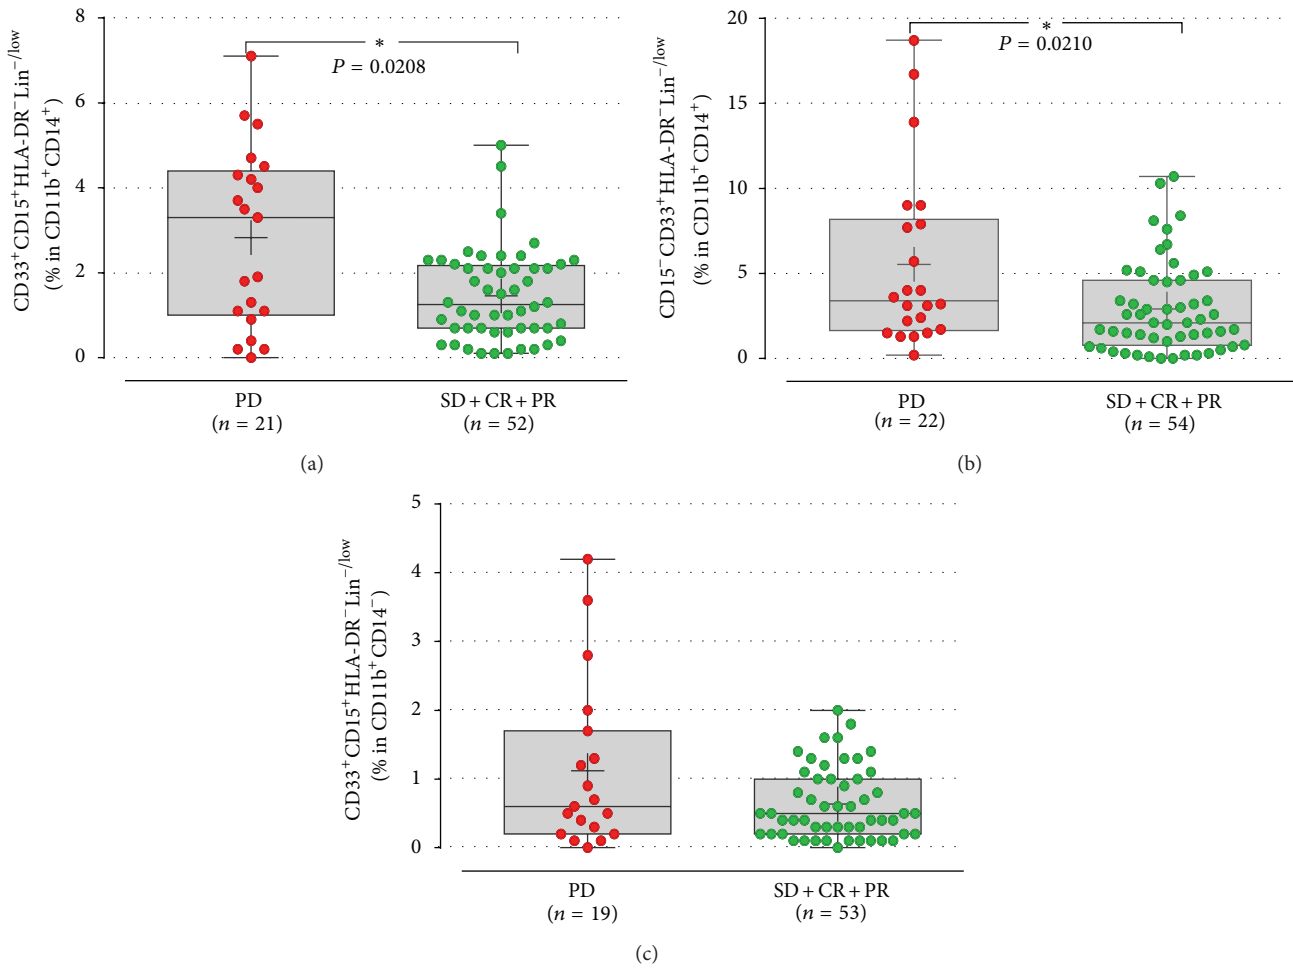 CD33⁺CD15⁺HLA-DR⁻Lin⁻/low
(% in CD11b⁺CD14⁺)
8
6
4
2
0
*
P = 0.0208
PD
(n = 21)
SD + CR + PR
(n = 52)
(a)
CD15⁻CD33⁺HLA-DR⁻Lin⁻/low
(% in CD11b⁺CD14⁺)
20
15
10
5
0
*
P = 0.0210
PD
(n = 22)
SD + CR + PR
(n = 54)
(b)
CD33⁺CD15⁺HLA-DR⁻Lin⁻/low
(% in CD11b⁺CD14⁻)
5
4
3
2
1
0
PD
(n = 19)
SD + CR + PR
(n = 53)
(c)